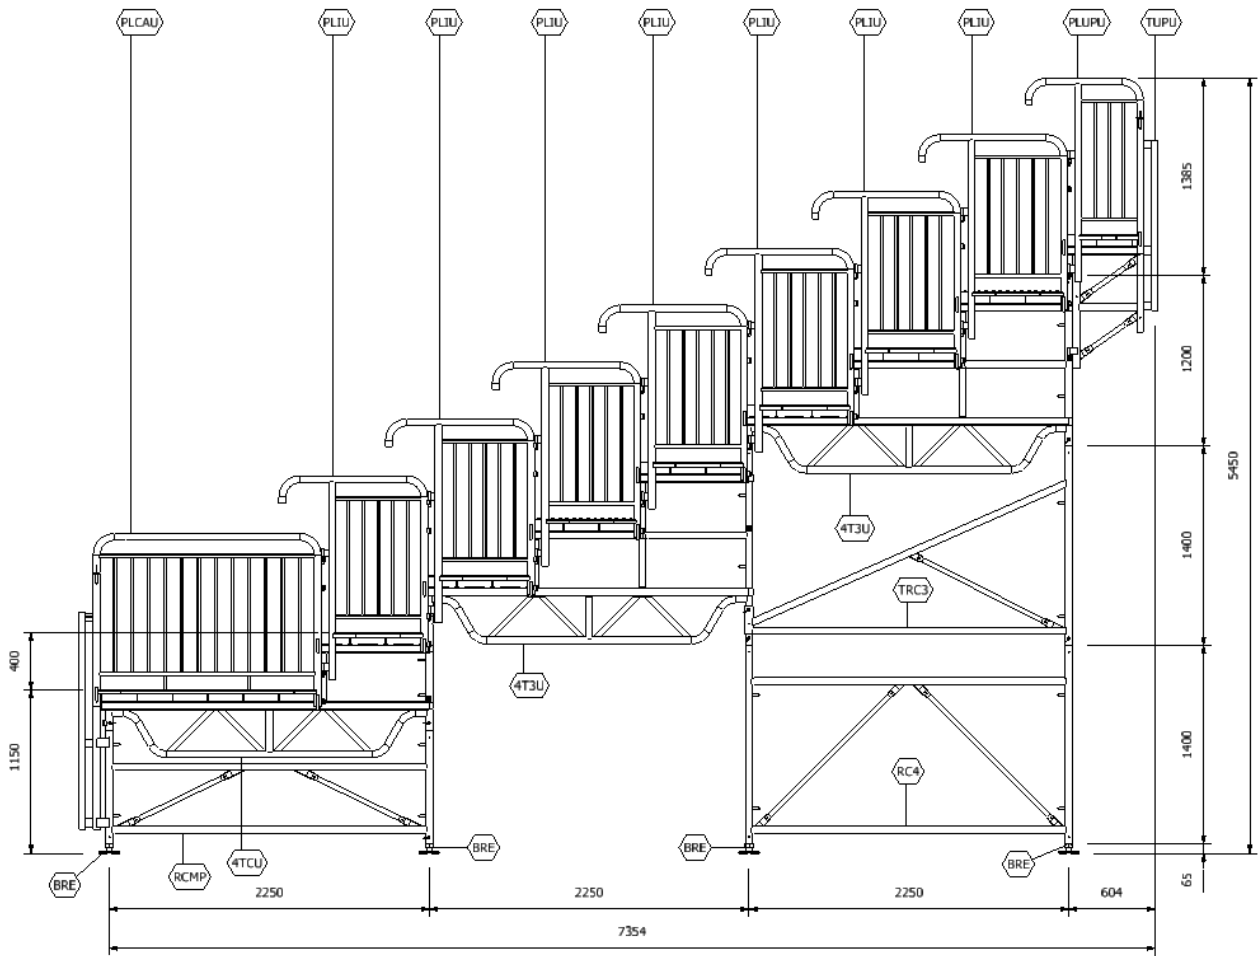 PLCAU PLIU PLIU PLIU PLIU PLIU PLIU PLIU PLUPU TUPU
1385
1200
5450
4T3U
1400
TRC3
400
4T3U
1150
1400
RC4
BRE
BRE
BRE
BRE
4TCU
RCMP
65
2250 2250 2250 604
7354